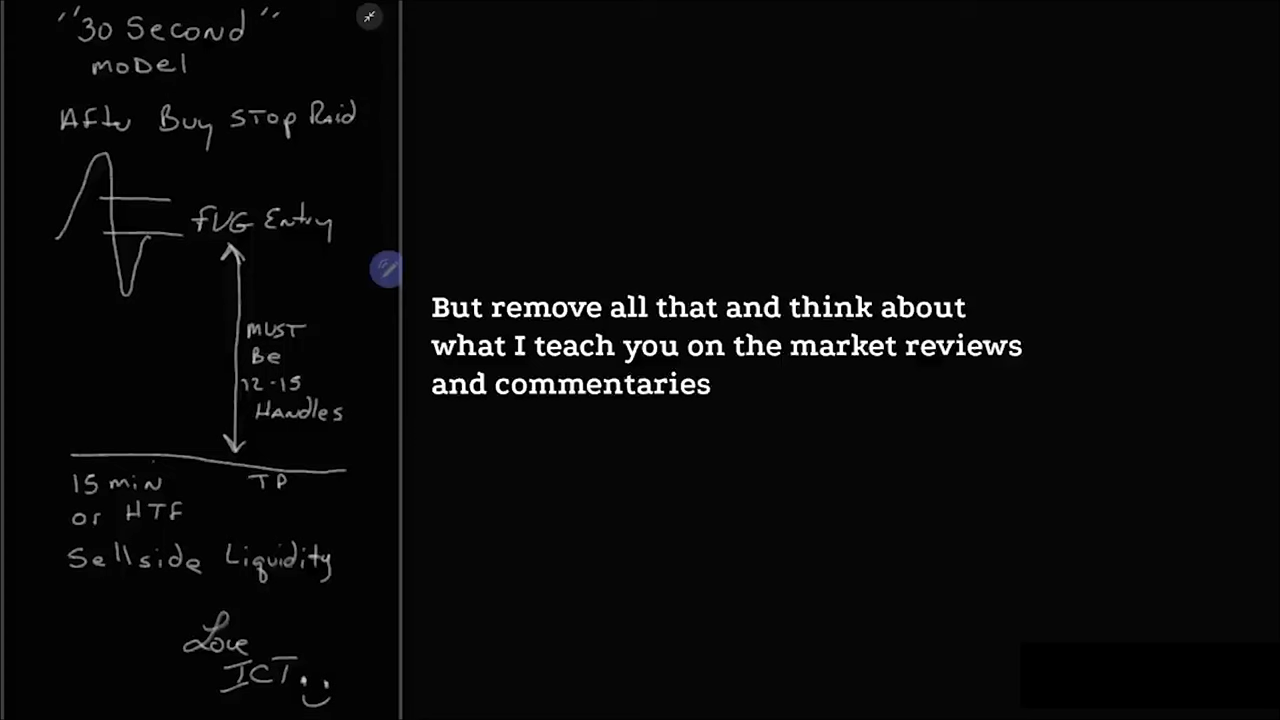 "30 Second"
model
After Buy Stop Raid
FVG Entry
MUST
Be
12-15
HANdles
15 min
TP
or HTF
Sellside Liquidity
Love
ICT
But remove all that and think about
what I teach you on the market reviews
and commentaries